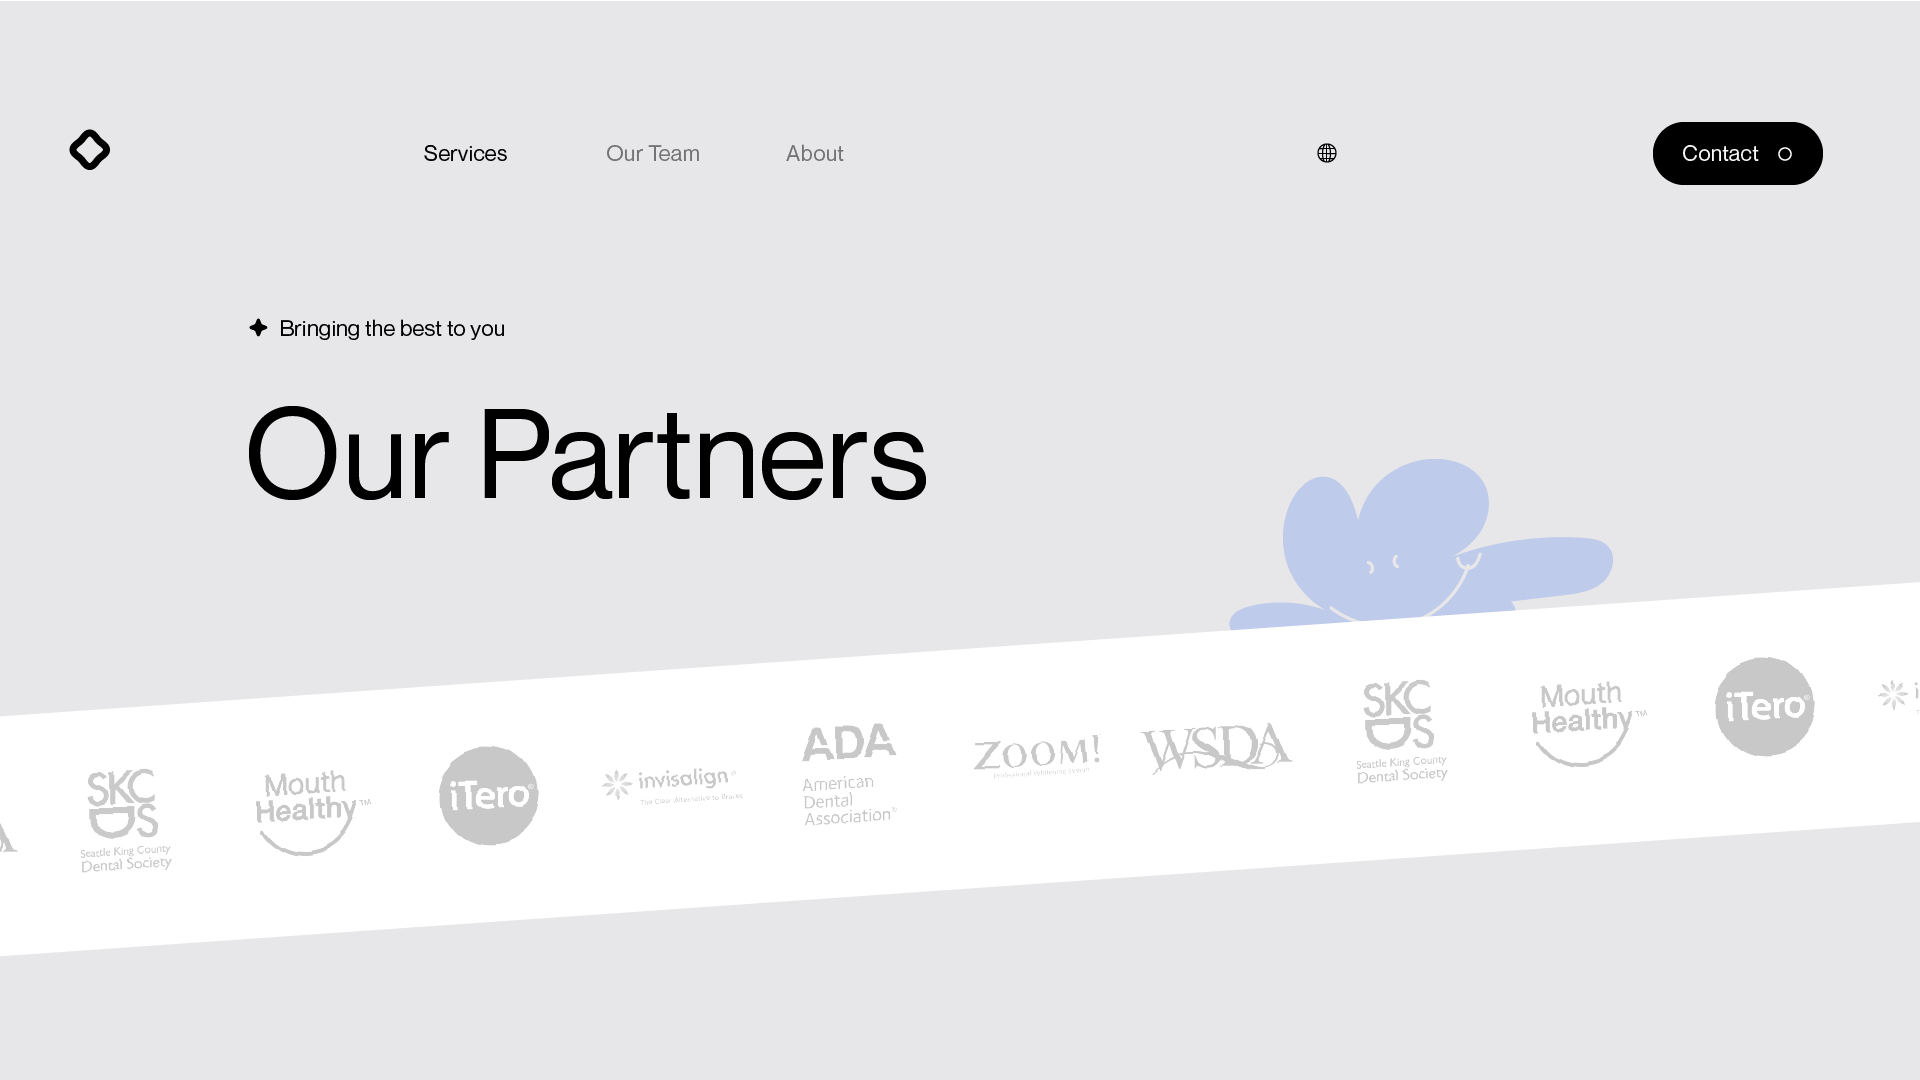 Services
Our Team
About
Contact
Bringing the best to you
Our Partners
A
SKC
DS
Seattle King County
Dental Society
Mouth
Healthy™
iTero®
invisalign®
The Clear Alternative to Braces
ADA
American
Dental
Association®
ZOOM!
Professional Whitening System
WSDA
SKC
DS
Seattle King County
Dental Society
Mouth
Healthy™
iTero®